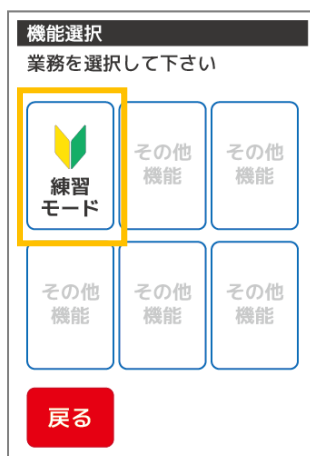 機能選択
業務を選択して下さい
練習
モード
その他
機能
その他
機能
その他
機能
その他
機能
その他
機能
戻る